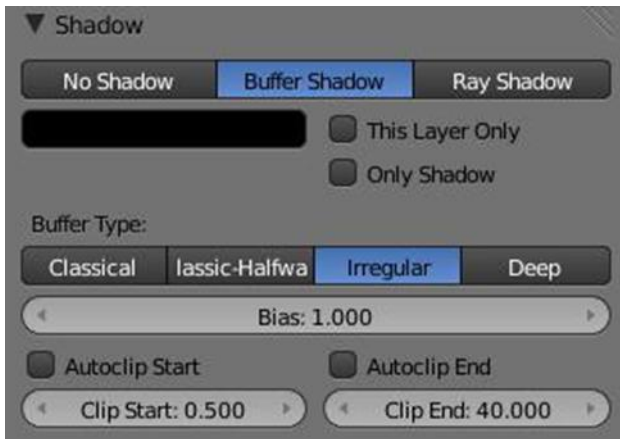 Shadow
No Shadow Buffer Shadow Ray Shadow
This Layer Only
Only Shadow
Buffer Type:
Classical lassic-Halfwa Irregular Deep
Bias: 1.000
Autoclip Start Autoclip End
Clip Start: 0.500 Clip End: 40.000